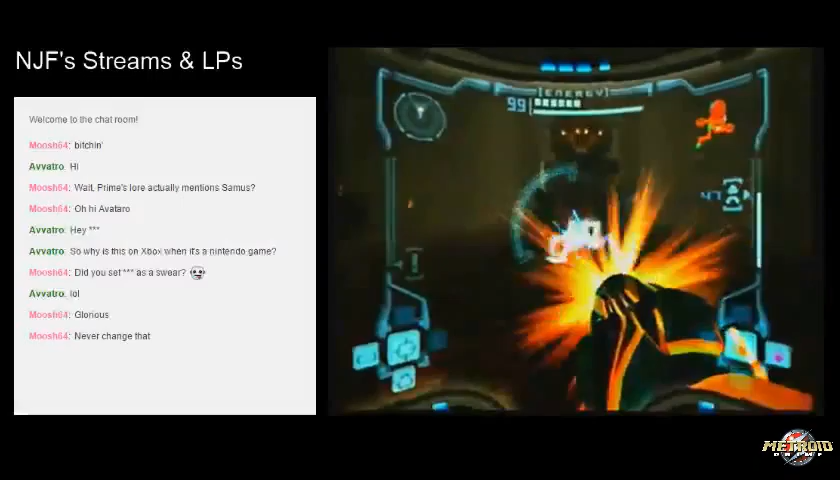 NJF's Streams & LPs
Welcome to the chat room!
Moosh64: bitchin'
Avvatro: Hi
Moosh64: Wait, Prime's lore actually mentions Samus?
Moosh64: Oh hi Avataro
Avvatro: Hey ***
Avvatro: So why is this on Xbox when it's a nintendo game?
Moosh64: Did you set *** as a swear?
Avvatro: lol
Moosh64: Glorious
Moosh64: Never change that
[ENERGY]
99
47
METROID
PRIME